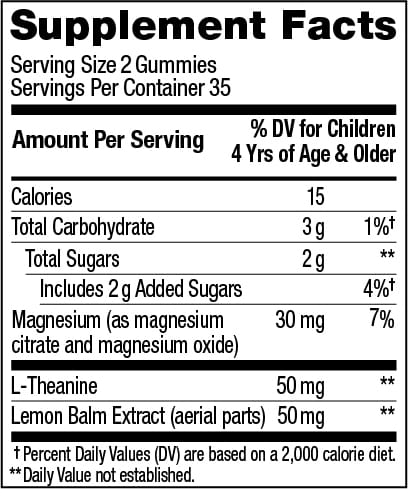 Supplement Facts
Serving Size 2 Gummies
Servings Per Container 35
Amount Per Serving
% DV for Children
4 Yrs of Age & Older
Calories 15
Total Carbohydrate 3 g 1%†
Total Sugars 2 g **
Includes 2 g Added Sugars 4%†
Magnesium (as magnesium 30 mg 7%
citrate and magnesium oxide)
L-Theanine 50 mg **
Lemon Balm Extract (aerial parts) 50 mg **
† Percent Daily Values (DV) are based on a 2,000 calorie diet.
** Daily Value not established.